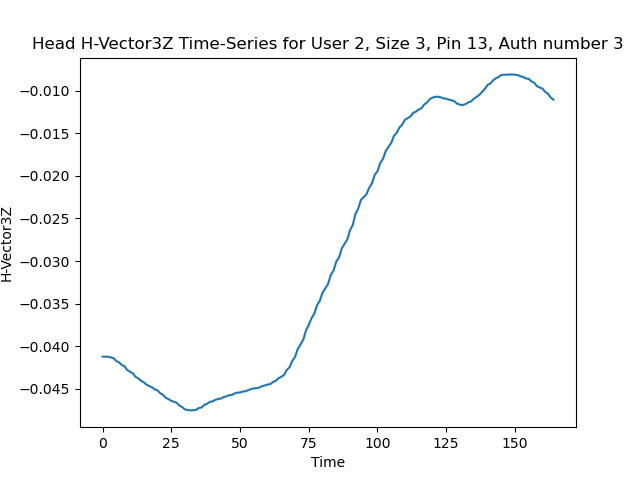 Head H-Vector3Z Time-Series for User 2, Size 3, Pin 13, Auth number 3
−0.010
−0.015
−0.020
−0.025
−0.030
−0.035
−0.040
−0.045
H-Vector3Z
0 25 50 75 100 125 150
Time